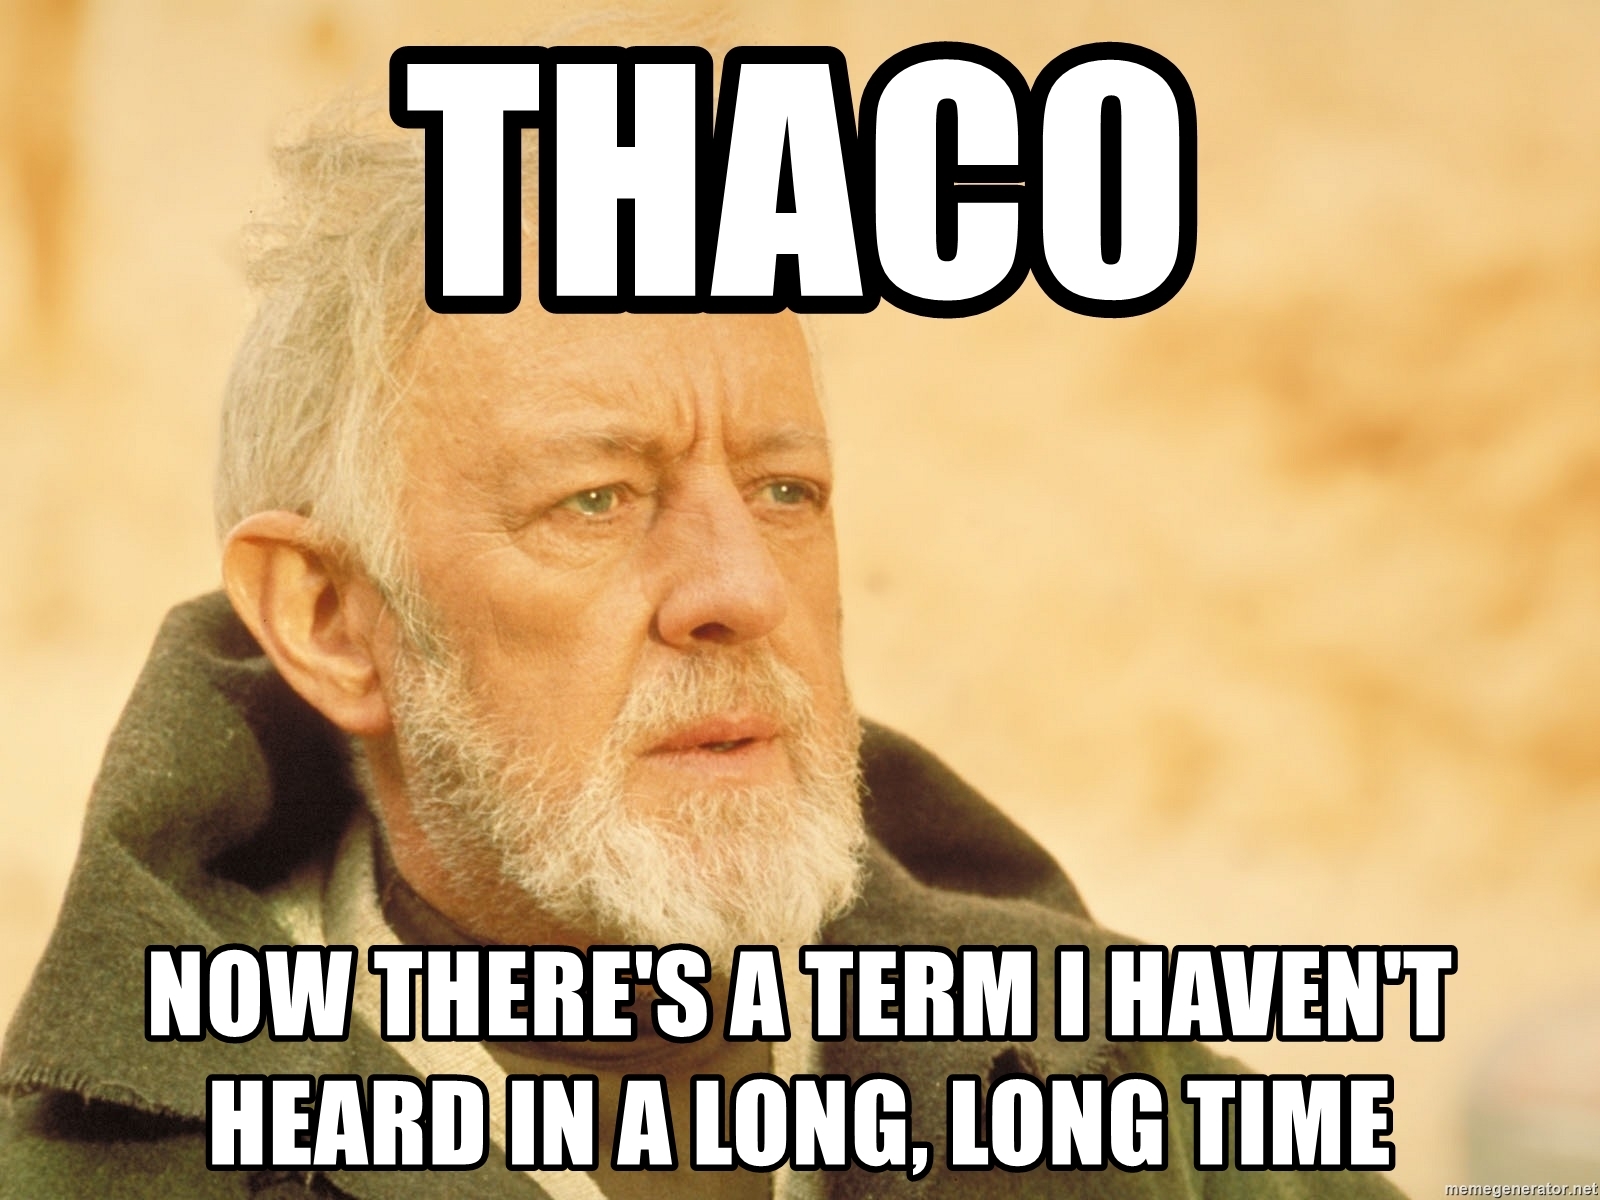 THACO
NOW THERE'S A TERM I HAVEN'T
HEARD IN A LONG, LONG TIME
memegenerator.net